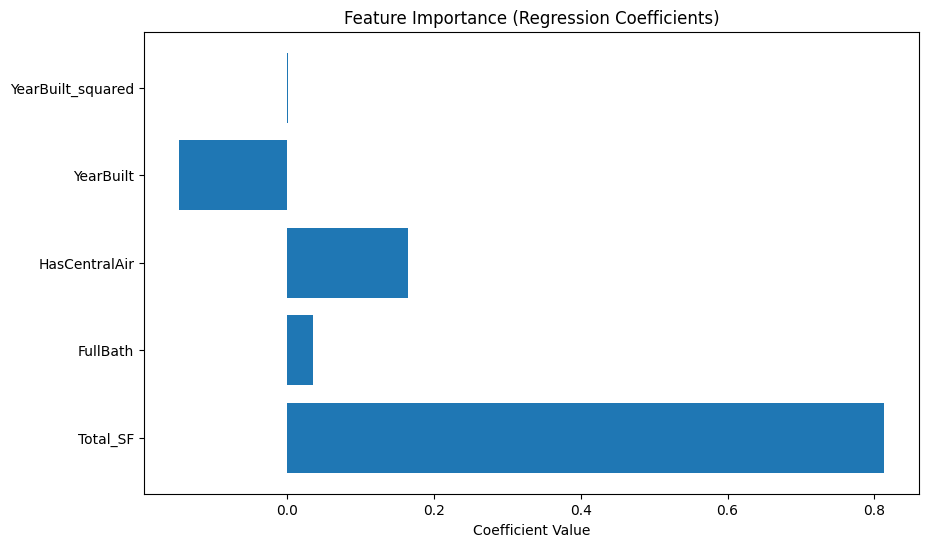 Feature Importance (Regression Coefficients)
YearBuilt_squared
YearBuilt
HasCentralAir
FullBath
Total_SF
0.0 0.2 0.4 0.6 0.8
Coefficient Value